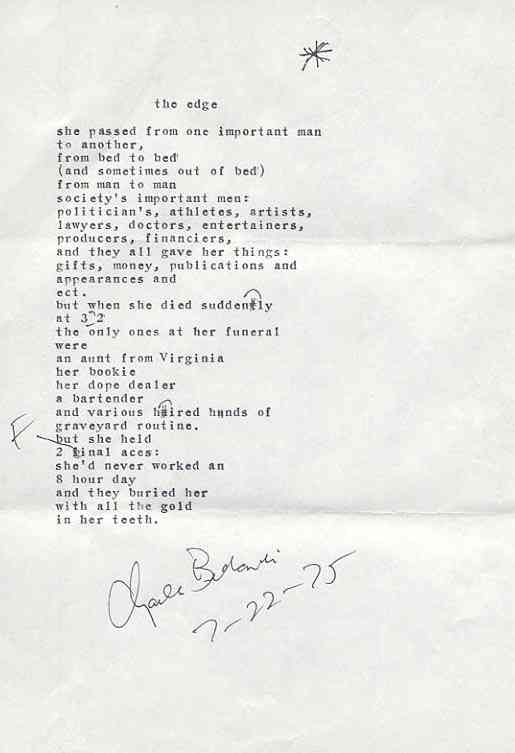 the edge
she passed from one important man
to another,
from bed to bed
(and sometimes out of bed)
from man to man
society's important men:
politician's, athletes, artists,
lawyers, doctors, entertainers,
producers, financiers,
and they all gave her things:
gifts, money, publications and
appearances and
ect.
but when she died suddenly
at 32
the only ones at her funeral
were
an aunt from Virginia
her bookie
her dope dealer
a bartender
and various hired hands of
graveyard routine.
but she held
F
2 final aces:
she'd never worked an
8 hour day
and they buried her
with all the gold
in her teeth.
Charles Bukowski
7-22-75